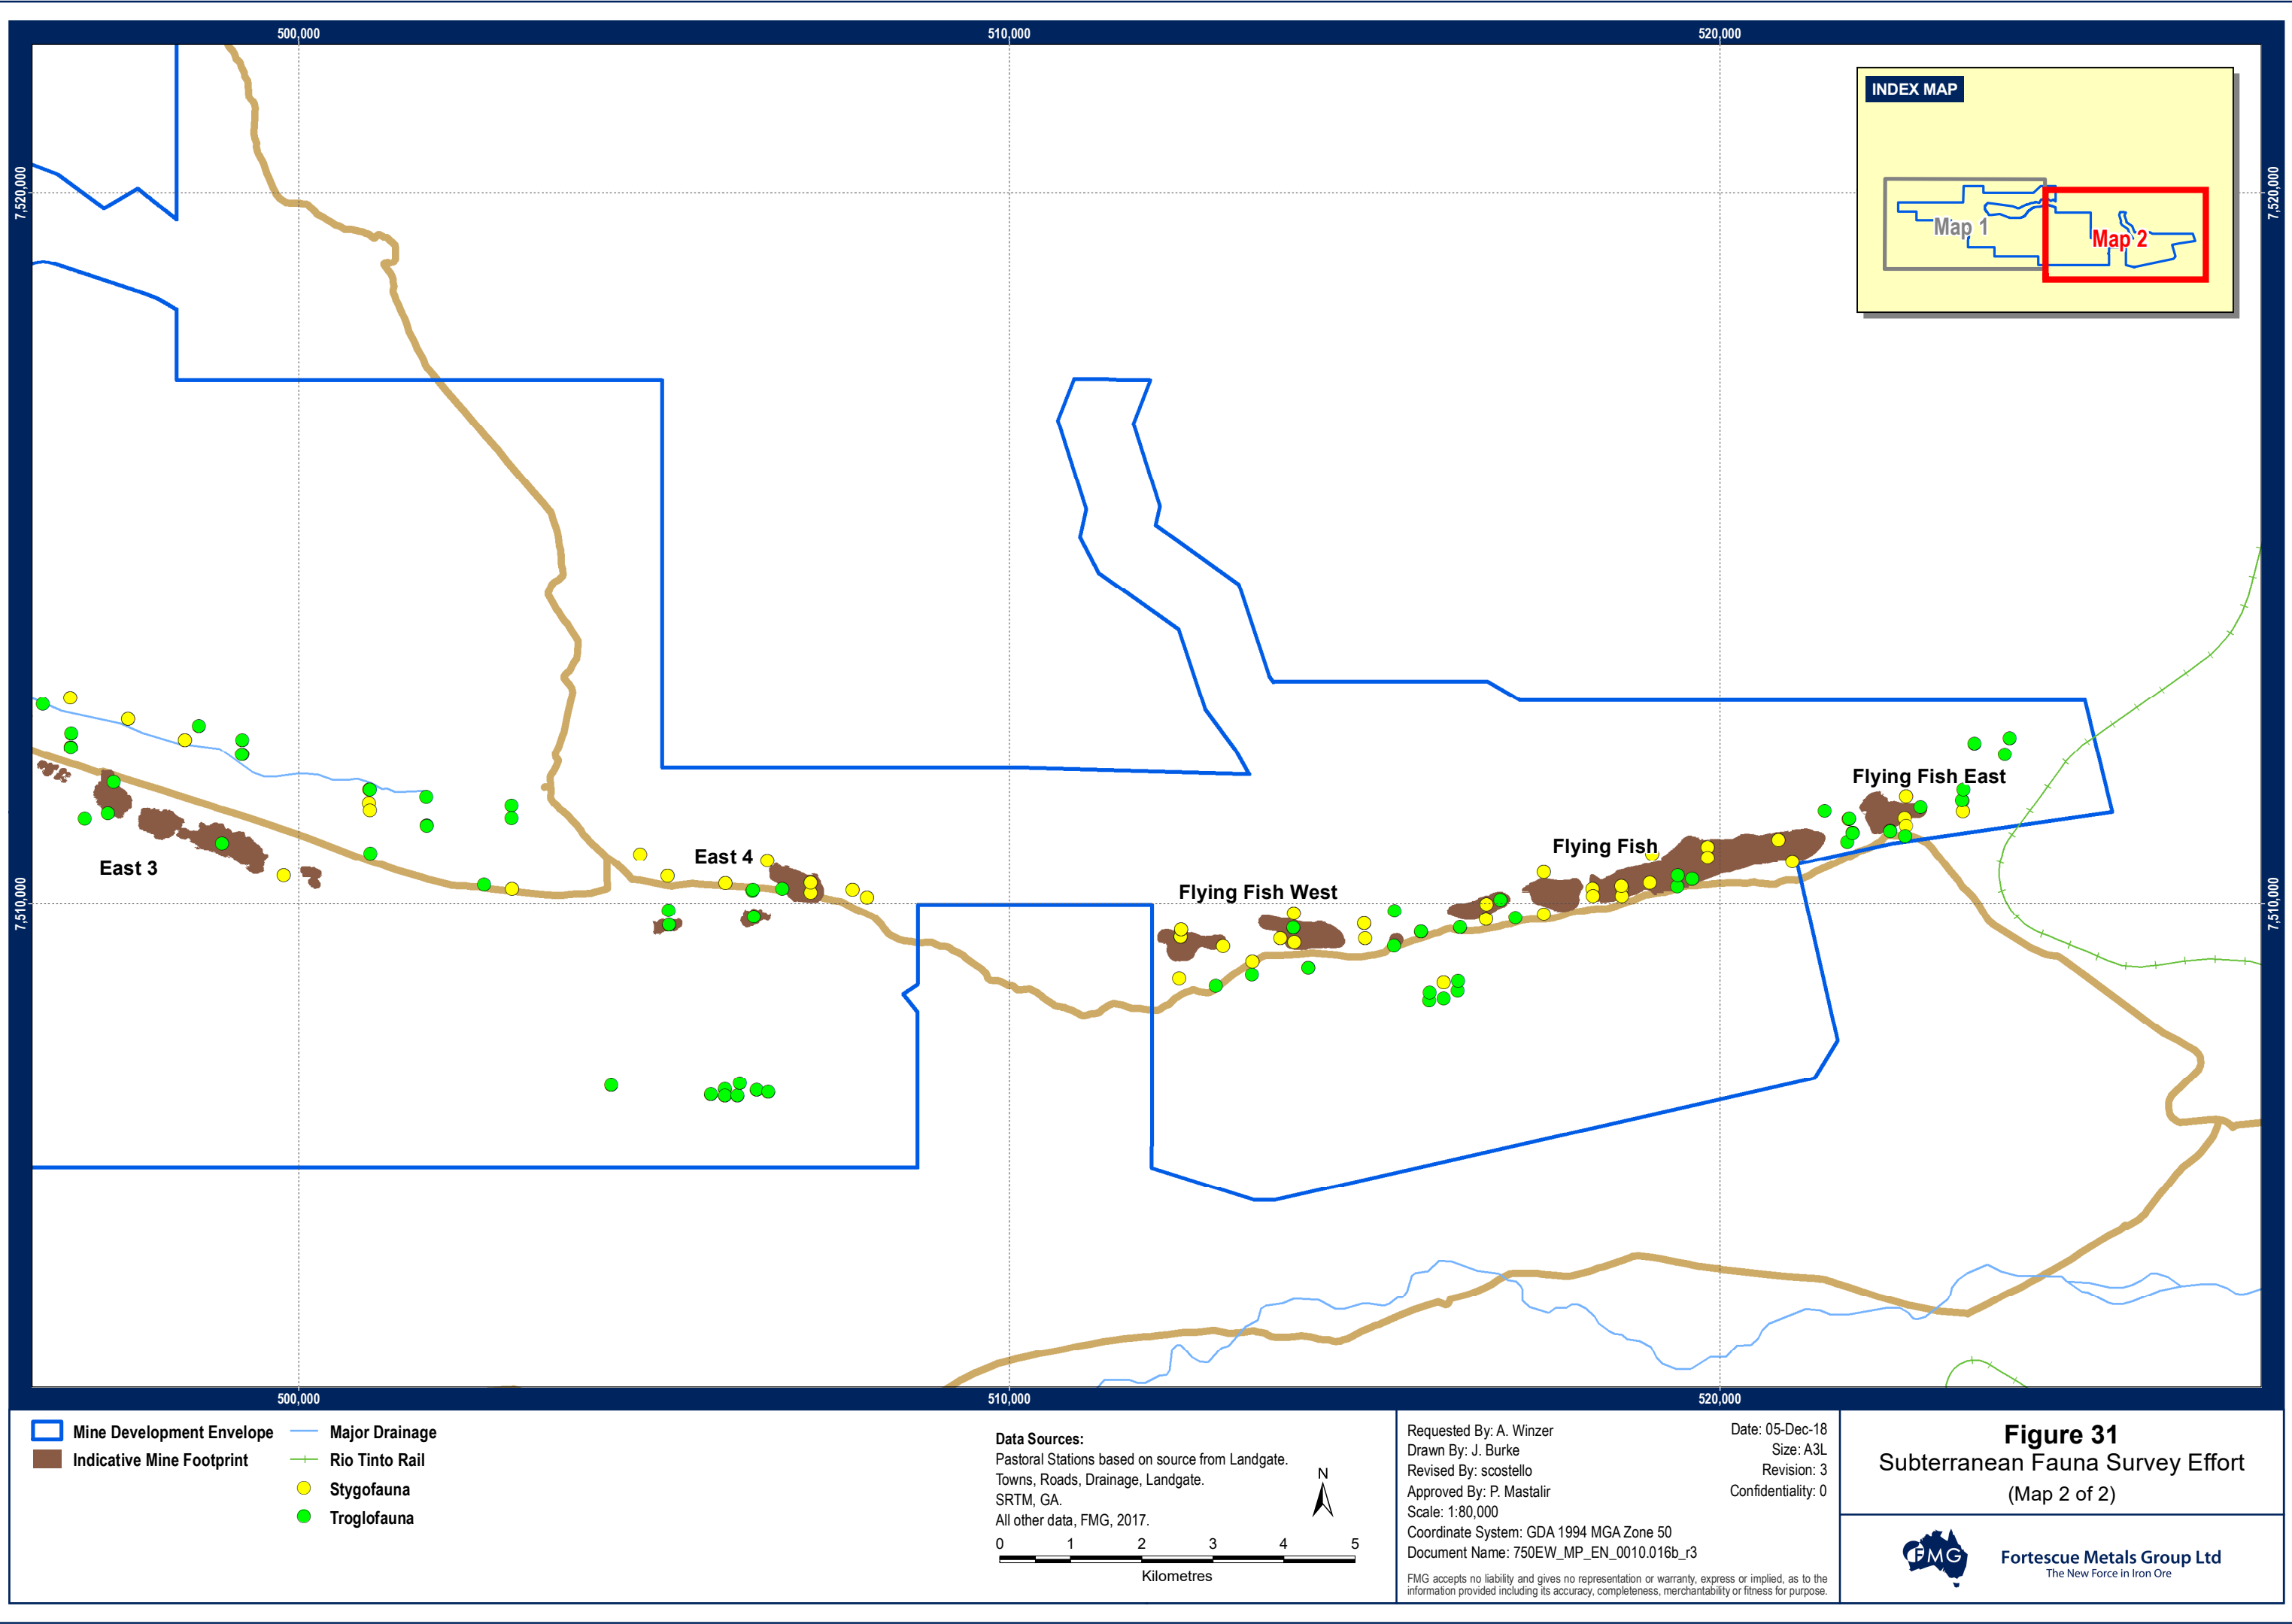 500,000
510,000
520,000
7,520,000
7,520,000
INDEX MAP
Map 1
Map 2
Flying Fish East
Flying Fish
East 4
East 3
Flying Fish West
7,510,000
7,510,000
500,000
510,000
520,000
Mine Development Envelope
Indicative Mine Footprint
Major Drainage
Rio Tinto Rail
Stygofauna
Troglofauna
Data Sources:
Pastoral Stations based on source from Landgate.
Towns, Roads, Drainage, Landgate.
SRTM, GA.
All other data, FMG, 2017.
N
0 1 2 3 4 5
Kilometres
Requested By: A. Winzer
Drawn By: J. Burke
Revised By: scostello
Approved By: P. Mastalir
Scale: 1:80,000
Coordinate System: GDA 1994 MGA Zone 50
Document Name: 750EW_MP_EN_0010.016b_r3
Date: 05-Dec-18
Size: A3L
Revision: 3
Confidentiality: 0
FMG accepts no liability and gives no representation or warranty, express or implied, as to the
information provided including its accuracy, completeness, merchantability or fitness for purpose.
Figure 31
Subterranean Fauna Survey Effort
(Map 2 of 2)
FMG
Fortescue Metals Group Ltd
The New Force in Iron Ore